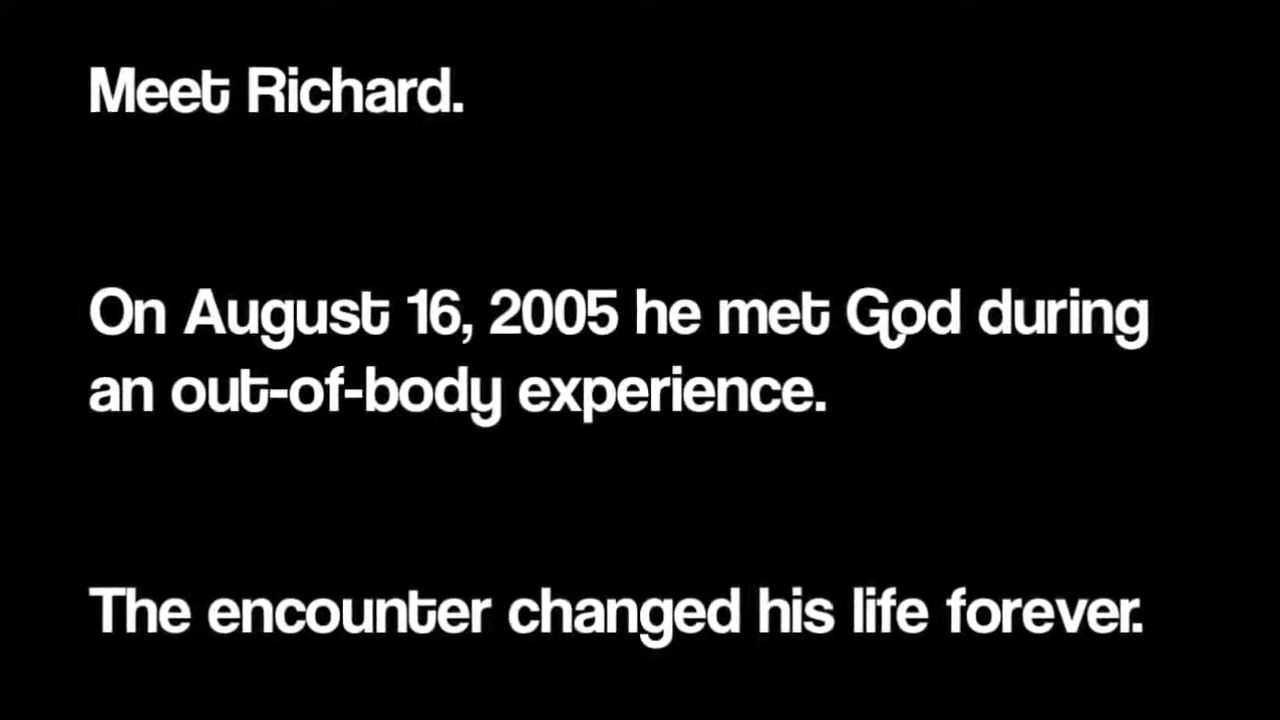 Meet Richard.
On August 16, 2005 he met God during
an out-of-body experience.
The encounter changed his life forever.